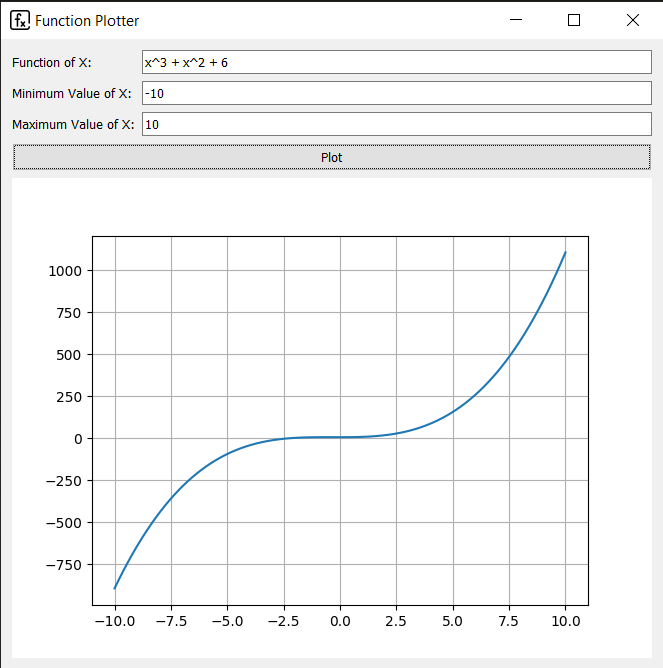 fx Function Plotter
Function of X: x^3 + x^2 + 6
Minimum Value of X: -10
Maximum Value of X: 10
Plot
1000
750
500
250
0
−250
−500
−750
−10.0 −7.5 −5.0 −2.5 0.0 2.5 5.0 7.5 10.0